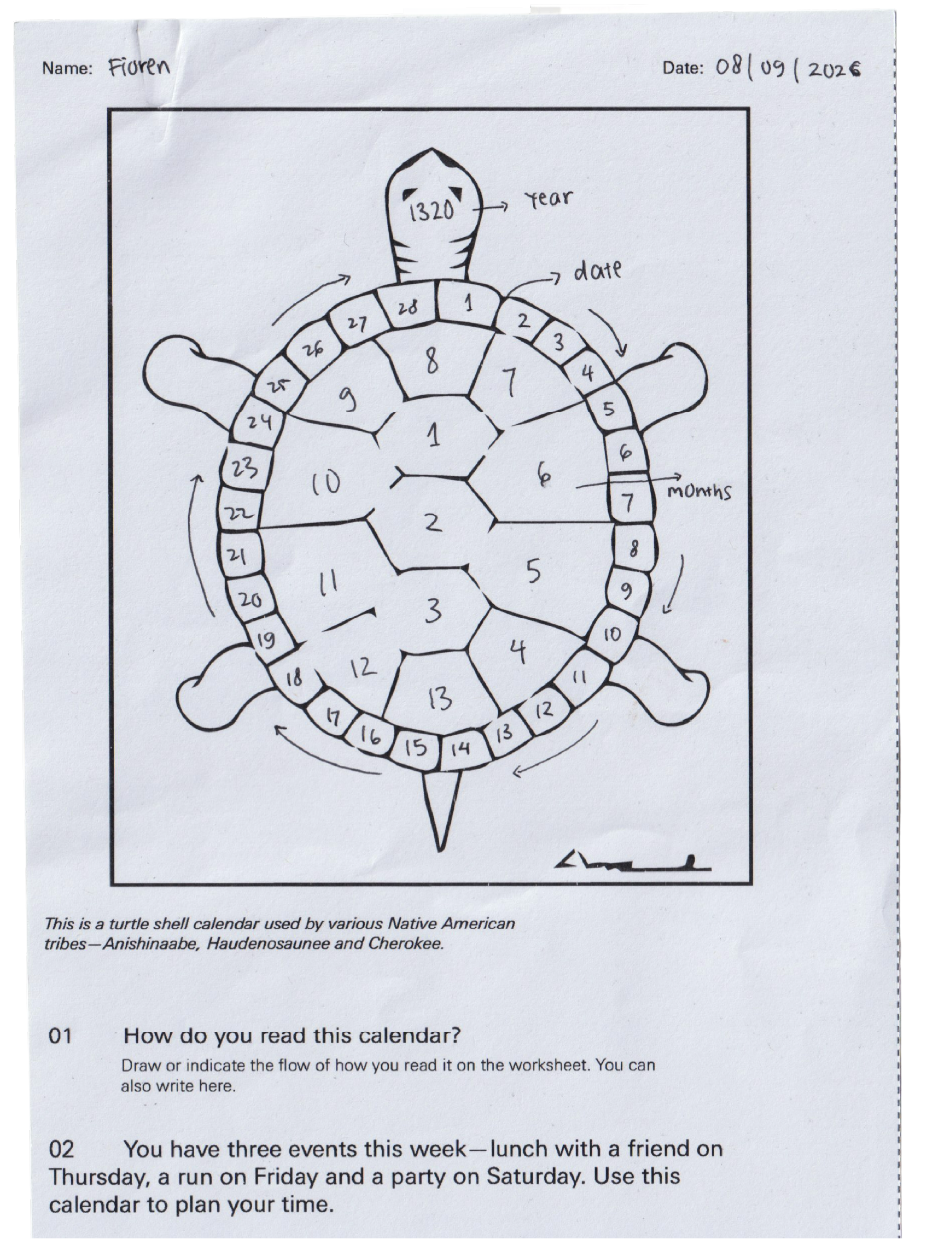 Name: Fioren
Date: 08/09/2026
1320
Year
date
28 1 2
27 3
26 4
25 5
24 6
23 7
22 8
21 9
20 10
19 11
18 12
17 13
16 15 14
8
9 7
1
10 6
months
2
11 5
3
12 4
13
This is a turtle shell calendar used by various Native American
tribes—Anishinaabe, Haudenosaunee and Cherokee.
01 How do you read this calendar?
Draw or indicate the flow of how you read it on the worksheet. You can
also write here.
02 You have three events this week—lunch with a friend on
Thursday, a run on Friday and a party on Saturday. Use this
calendar to plan your time.